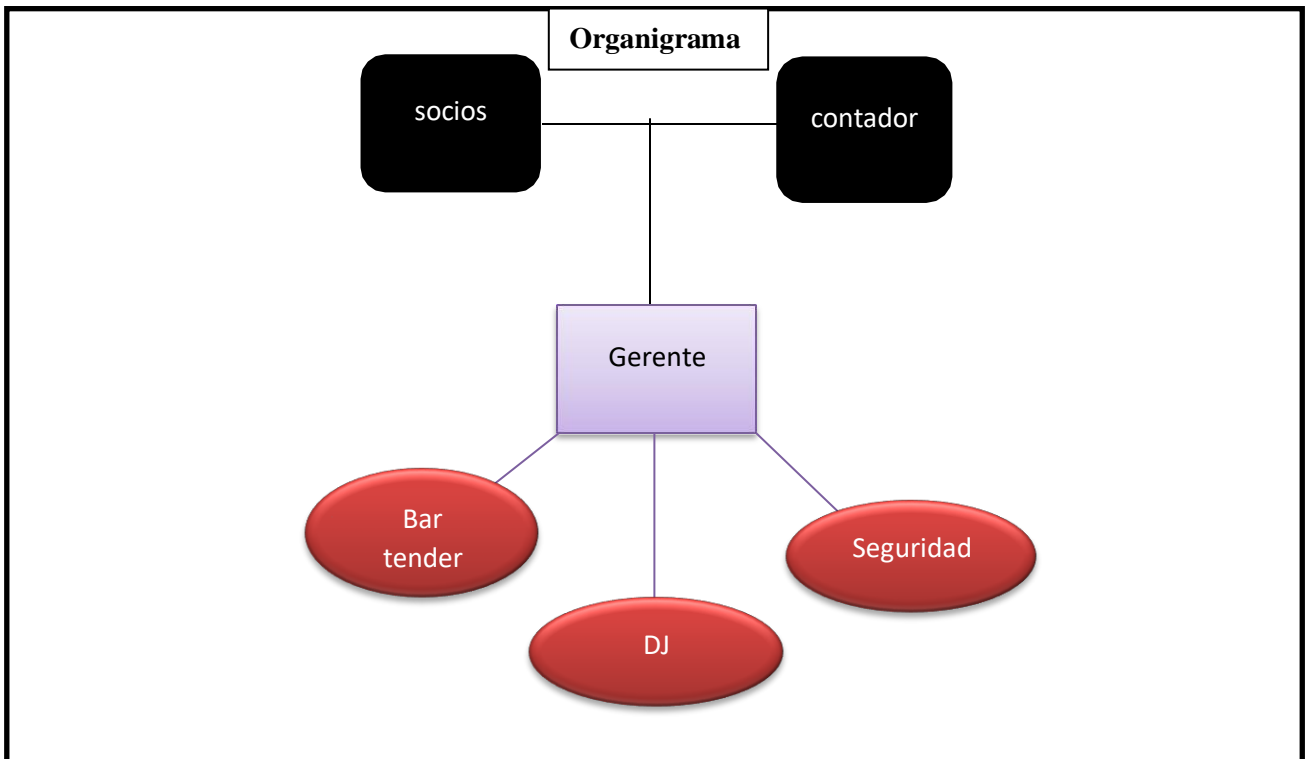 Organigrama
socios
contador
Gerente
Bar
tender
Seguridad
DJ